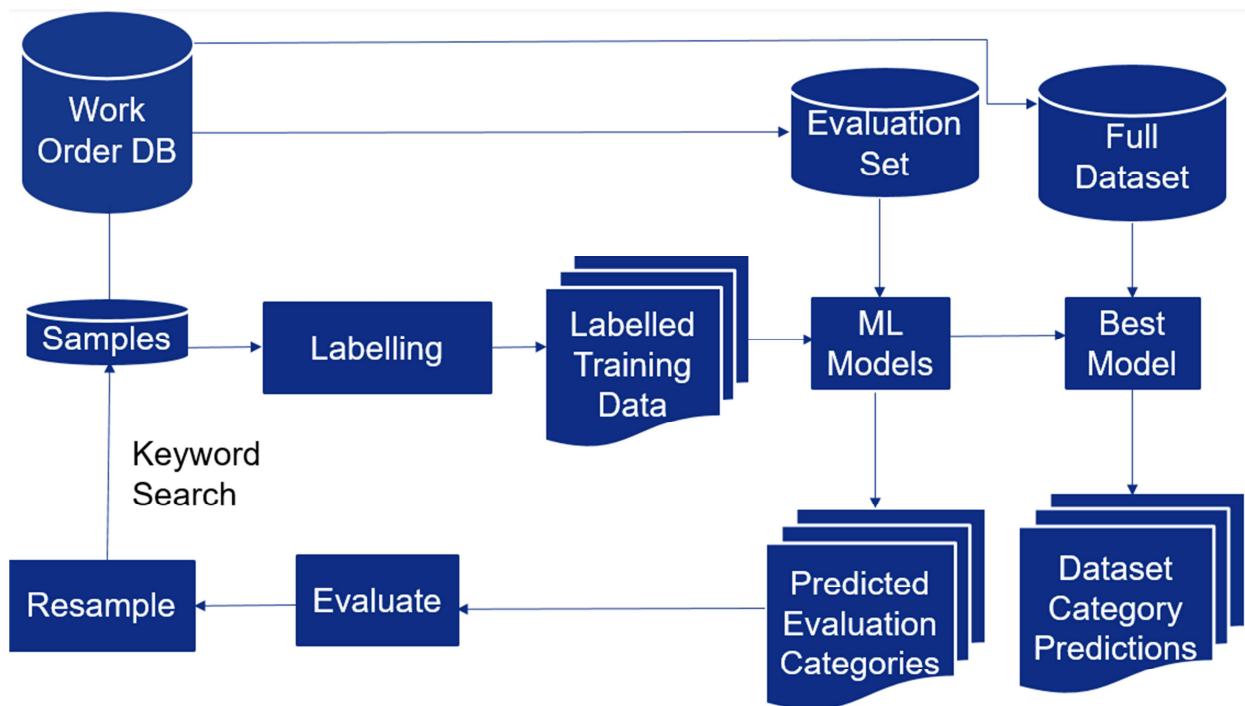 Work
Order DB
Evaluation
Set
Full
Dataset
Samples
Labelling
Labelled
Training
Data
ML
Models
Best
Model
Keyword
Search
Resample
Evaluate
Predicted
Evaluation
Categories
Dataset
Category
Predictions